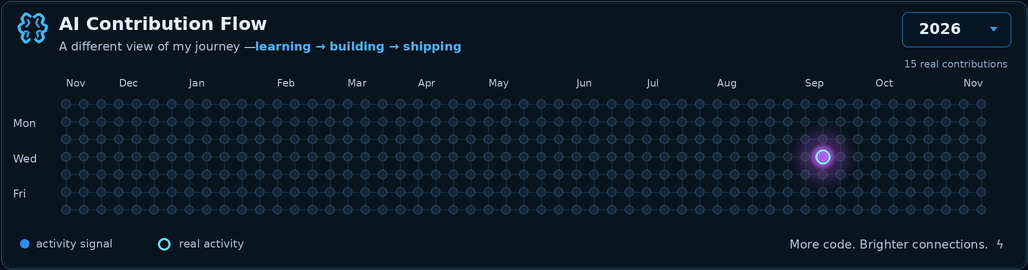 AI Contribution Flow
A different view of my journey —learning → building → shipping
2026
15 real contributions
Nov Dec Jan Feb Mar Apr May Jun Jul Aug Sep Oct Nov
Mon
Wed
Fri
activity signal
real activity
More code. Brighter connections. ϟ